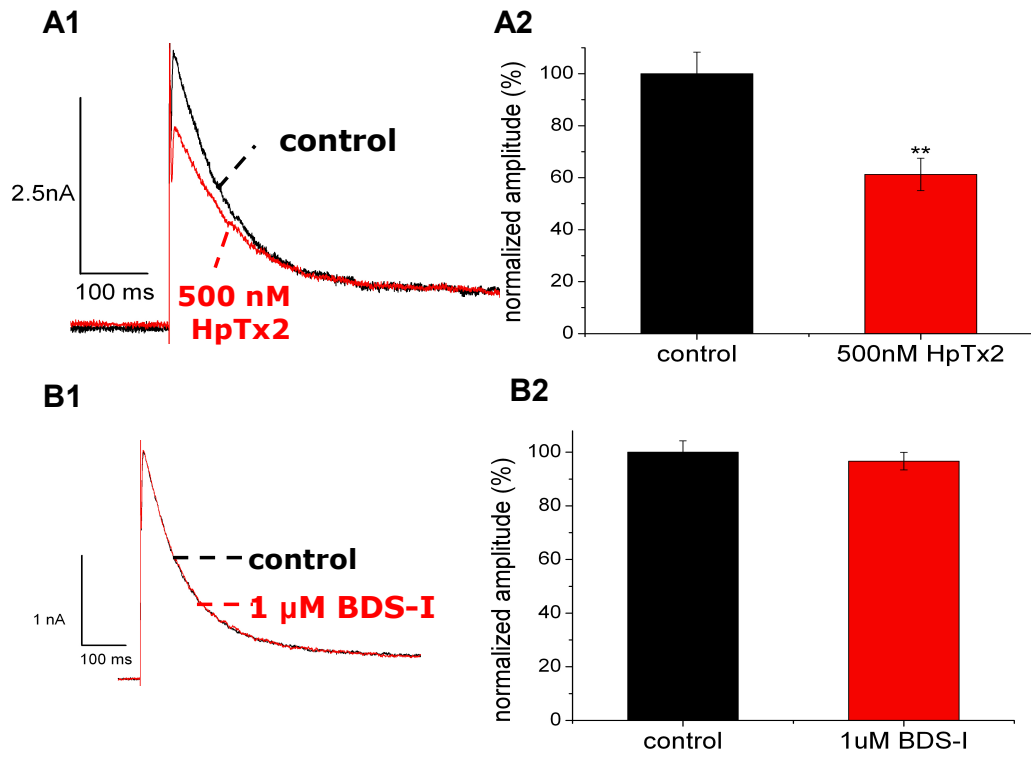 A1
control
2.5nA
100 ms
500 nM
HpTx2
A2
normalized amplitude (%)
100
80
60
40
20
0
**
control
500nM HpTx2
B1
control
1 µM BDS-I
1 nA
100 ms
B2
normalized amplitude (%)
100
80
60
40
20
0
control
1uM BDS-I